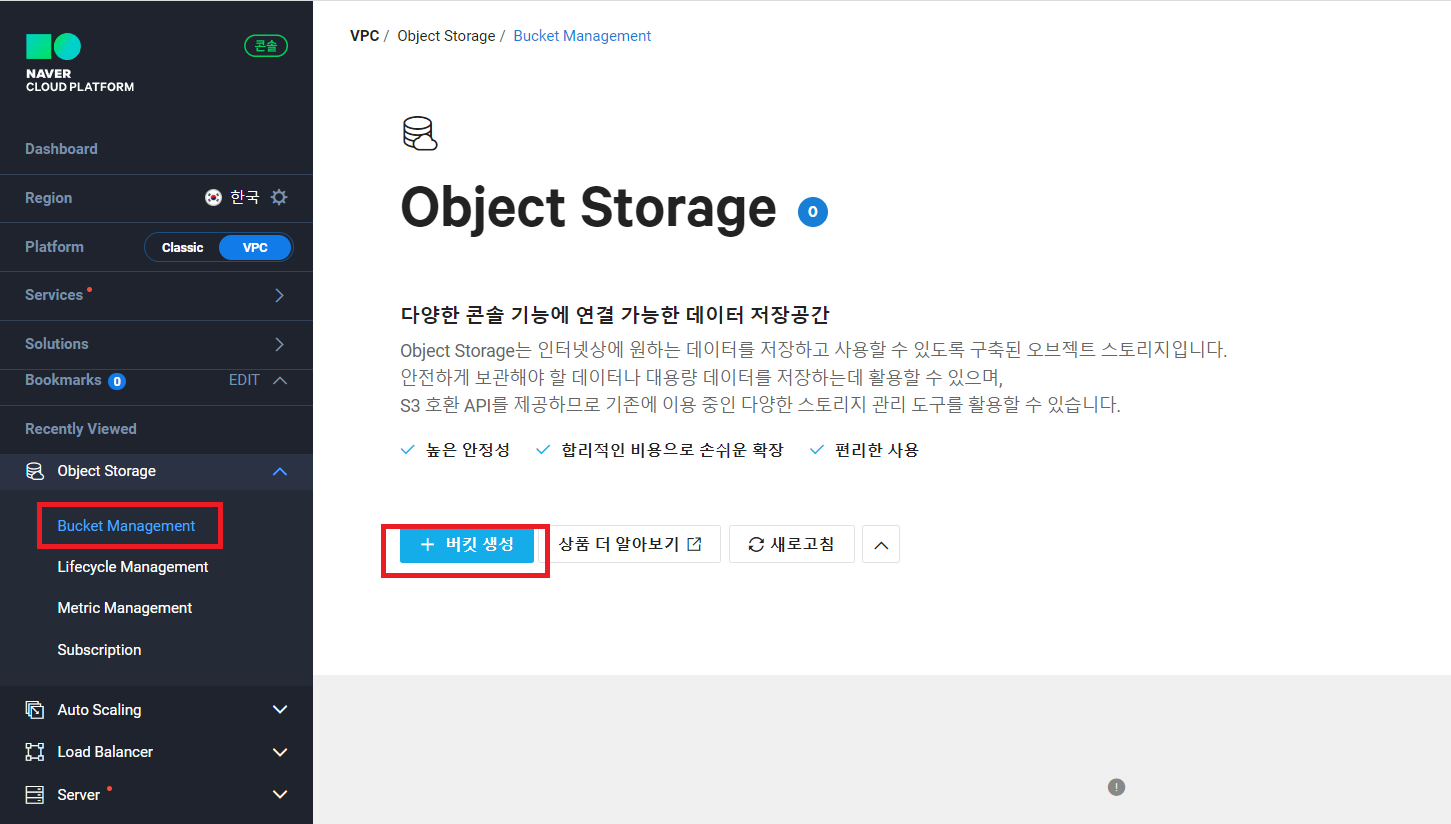 NAVER
CLOUD PLATFORM
콘솔
Dashboard
Region 한국
Platform Classic VPC
Services
Solutions
Bookmarks 0 EDIT
Recently Viewed
Object Storage
Bucket Management
Lifecycle Management
Metric Management
Subscription
Auto Scaling
Load Balancer
Server
VPC / Object Storage / Bucket Management
Object Storage 0
다양한 콘솔 기능에 연결 가능한 데이터 저장공간
Object Storage는 인터넷상에 원하는 데이터를 저장하고 사용할 수 있도록 구축된 오브젝트 스토리지입니다.
안전하게 보관해야 할 데이터나 대용량 데이터를 저장하는데 활용할 수 있으며,
S3 호환 API를 제공하므로 기존에 이용 중인 다양한 스토리지 관리 도구를 활용할 수 있습니다.
높은 안정성 합리적인 비용으로 손쉬운 확장 편리한 사용
+ 버킷 생성 상품 더 알아보기 새로고침